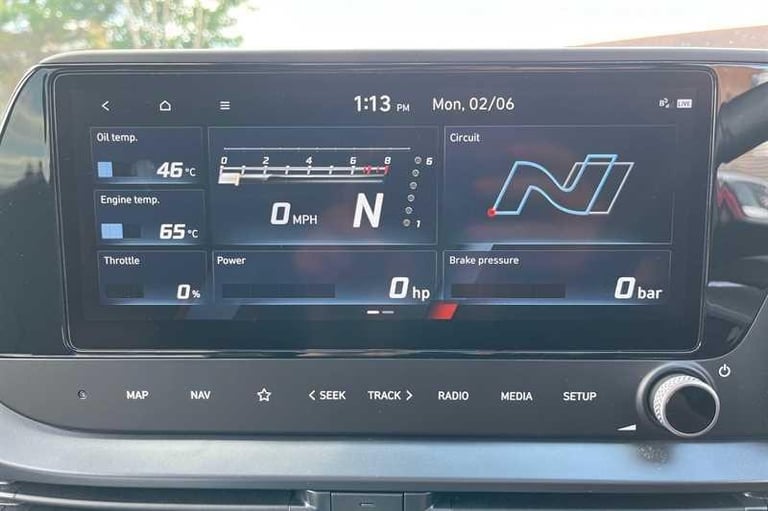 1:13 PM Mon, 02/06 LIVE
Oil temp.
46 °C
Engine temp.
65 °C
Throttle
0 %
0 2 4 6 8
0 MPH N
6
1
Power
0 hp
Circuit
N
Brake pressure
0 bar
MAP NAV < SEEK TRACK > RADIO MEDIA SETUP